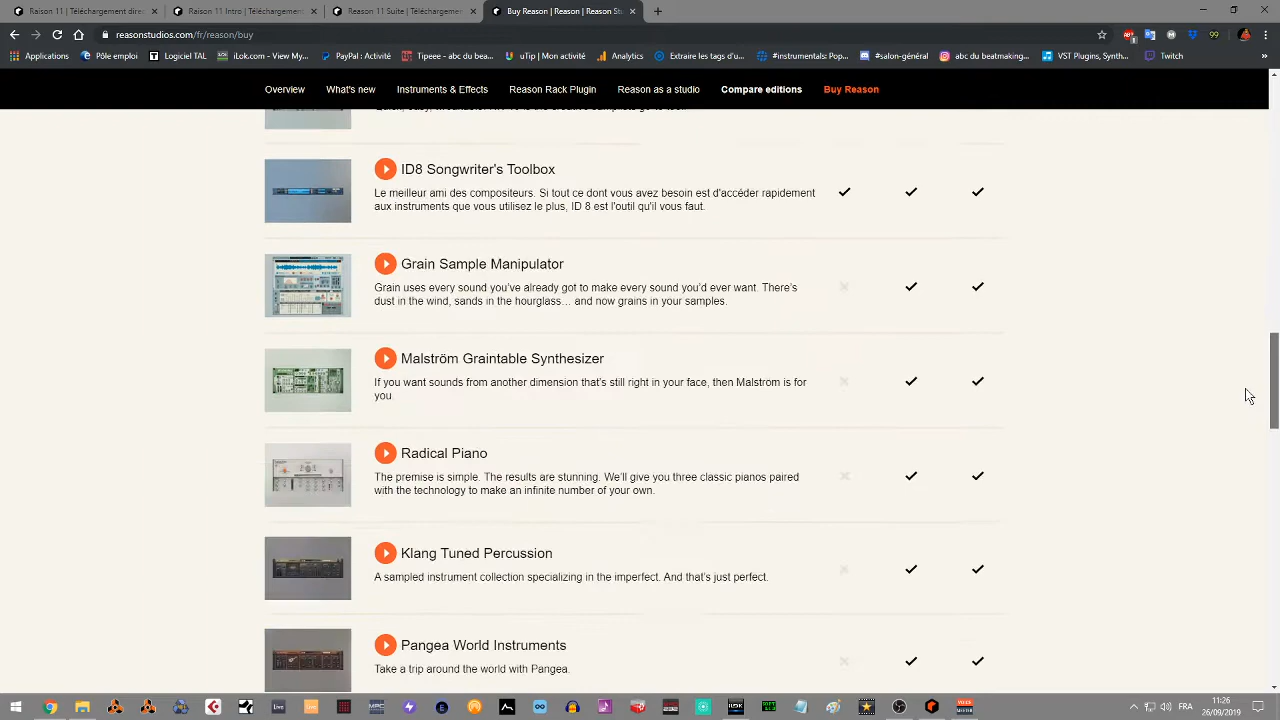 Raison 11 | Téléchargement direc
Raison 11 Intro | Téléchargemen
Reason 11 Suite | Téléchargemen
Buy Reason | Reason | Reason St
reasonstudios.com/fr/reason/buy
Applications
Pôle emploi
Logiciel TAL
iLok.com - View My...
PayPal : Activité
Tipeee - abc du bea...
uTip | Mon activité
Analytics
Extraire les tags d'u...
#instrumentals: Pop...
#salon-général
abc du beatmaking...
VST Plugins, Synth...
Twitch
Overview
What's new
Instruments & Effects
Reason Rack Plugin
Reason as a studio
Compare editions
Buy Reason
ID8 Songwriter's Toolbox
Le meilleur ami des compositeurs. Si tout ce dont vous avez besoin est d'accéder rapidement
aux instruments que vous utilisez le plus, ID 8 est l'outil qu'il vous faut.
Grain Sample Manipulator
Grain uses every sound you've already got to make every sound you'd ever want. There's
dust in the wind, sands in the hourglass… and now grains in your samples.
Malström Graintable Synthesizer
If you want sounds from another dimension that's still right in your face, then Malstrom is for
you.
Radical Piano
The premise is simple. The results are stunning. We'll give you three classic pianos paired
with the technology to make an infinite number of your own.
Klang Tuned Percussion
A sampled instrument collection specializing in the imperfect. And that's just perfect.
Pangea World Instruments
Take a trip around the world with Pangea.
FRA
11:26
26/09/2019